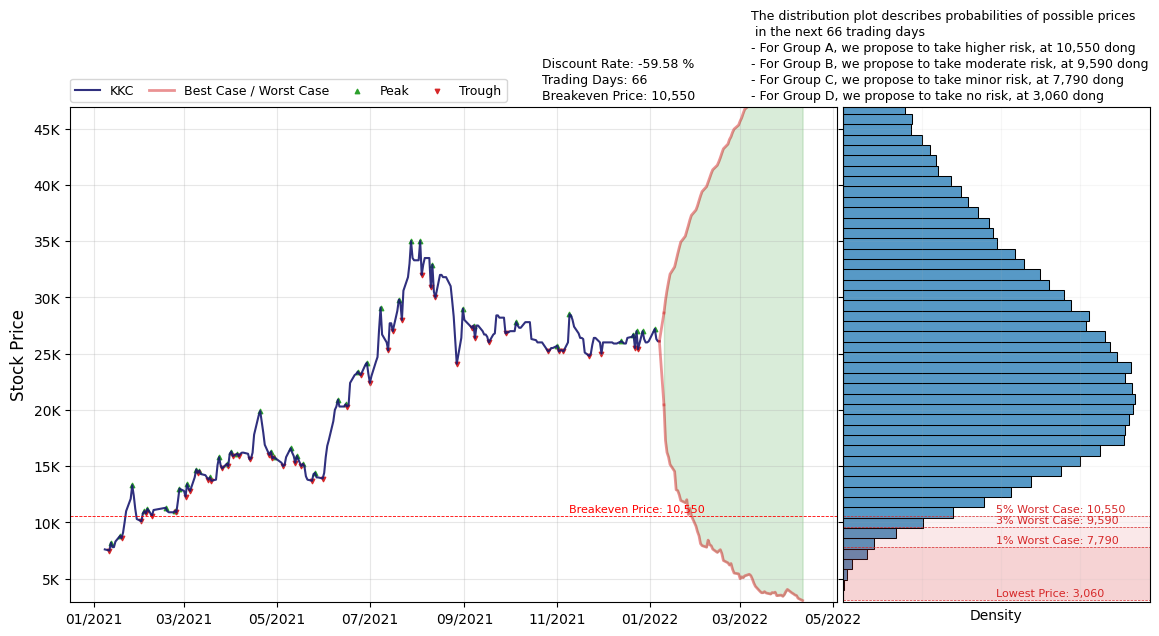 The distribution plot describes probabilities of possible prices
in the next 66 trading days
- For Group A, we propose to take higher risk, at 10,550 dong
- For Group B, we propose to take moderate risk, at 9,590 dong
- For Group C, we propose to take minor risk, at 7,790 dong
- For Group D, we propose to take no risk, at 3,060 dong
Discount Rate: -59.58 %
Trading Days: 66
Breakeven Price: 10,550
KKC Best Case / Worst Case Peak Trough
Stock Price
45K
40K
35K
30K
25K
20K
15K
10K
5K
Breakeven Price: 10,550
5% Worst Case: 10,550
3% Worst Case: 9,590
1% Worst Case: 7,790
Lowest Price: 3,060
01/2021 03/2021 05/2021 07/2021 09/2021 11/2021 01/2022 03/2022 05/2022
Density